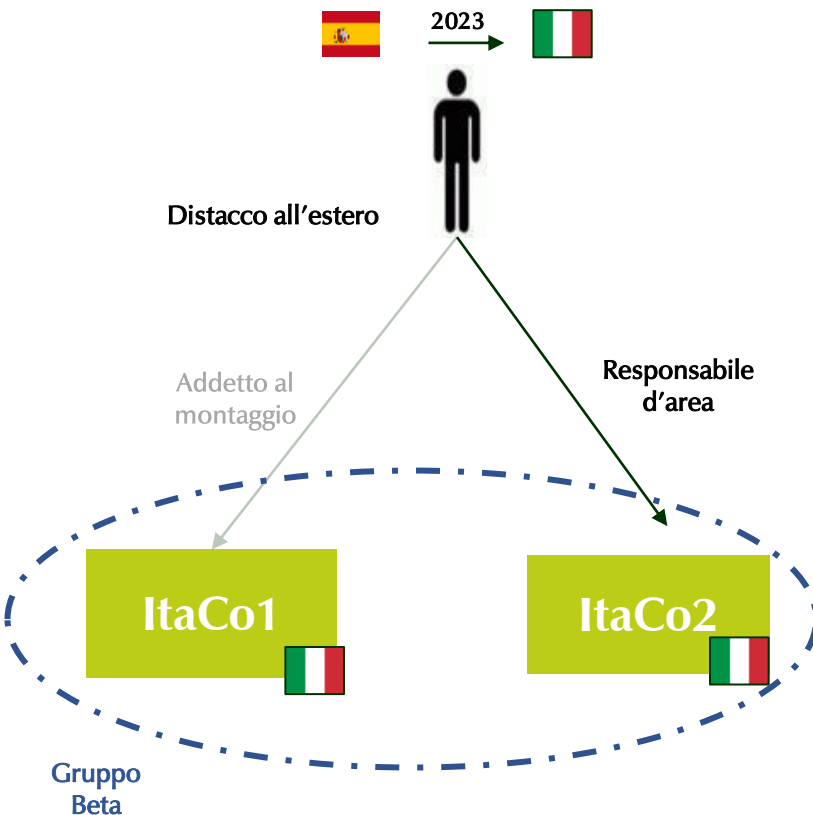 2023
Distacco all'estero
Addetto al
montaggio
Responsabile
d'area
ItaCo1
ItaCo2
Gruppo
Beta